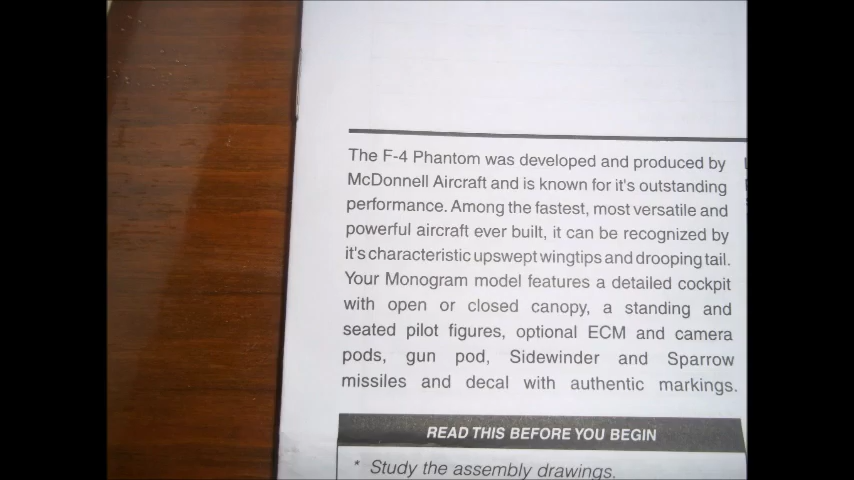 The F-4 Phantom was developed and produced by
McDonnell Aircraft and is known for it's outstanding
performance. Among the fastest, most versatile and
powerful aircraft ever built, it can be recognized by
it's characteristic upswept wingtips and drooping tail.
Your Monogram model features a detailed cockpit
with open or closed canopy, a standing and
seated pilot figures, optional ECM and camera
pods, gun pod, Sidewinder and Sparrow
missiles and decal with authentic markings.
READ THIS BEFORE YOU BEGIN
* Study the assembly drawings.